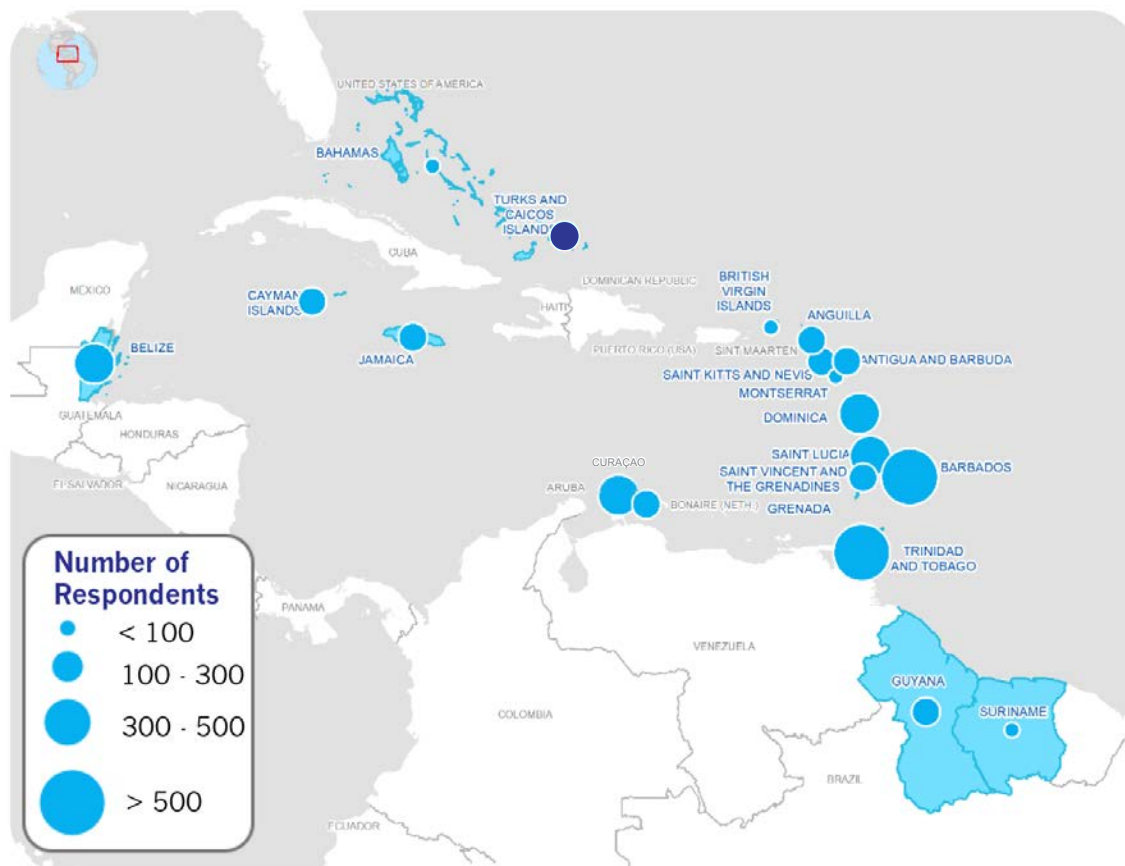 UNITED STATES OF AMERICA
BAHAMAS
TURKS AND
CAICOS
ISLANDS
CUBA
MEXICO
CAYMAN
ISLANDS
HAITI
DOMINICAN REPUBLIC
BRITISH
VIRGIN
ISLANDS
ANGUILLA
BELIZE
JAMAICA
PUERTO RICO (USA)
SINT MAARTEN
ANTIGUA AND BARBUDA
SAINT KITTS AND NEVIS
MONTSERRAT
GUATEMALA
HONDURAS
DOMINICA
EL SALVADOR
NICARAGUA
CURAÇAO
SAINT LUCIA
BARBADOS
SAINT VINCENT AND
THE GRENADINES
ARUBA
BONAIRE (NETH.)
GRENADA
TRINIDAD
AND TOBAGO
Number of
Respondents
< 100
100 - 300
300 - 500
> 500
PANAMA
VENEZUELA
GUYANA
SURINAME
COLOMBIA
BRAZIL
ECUADOR